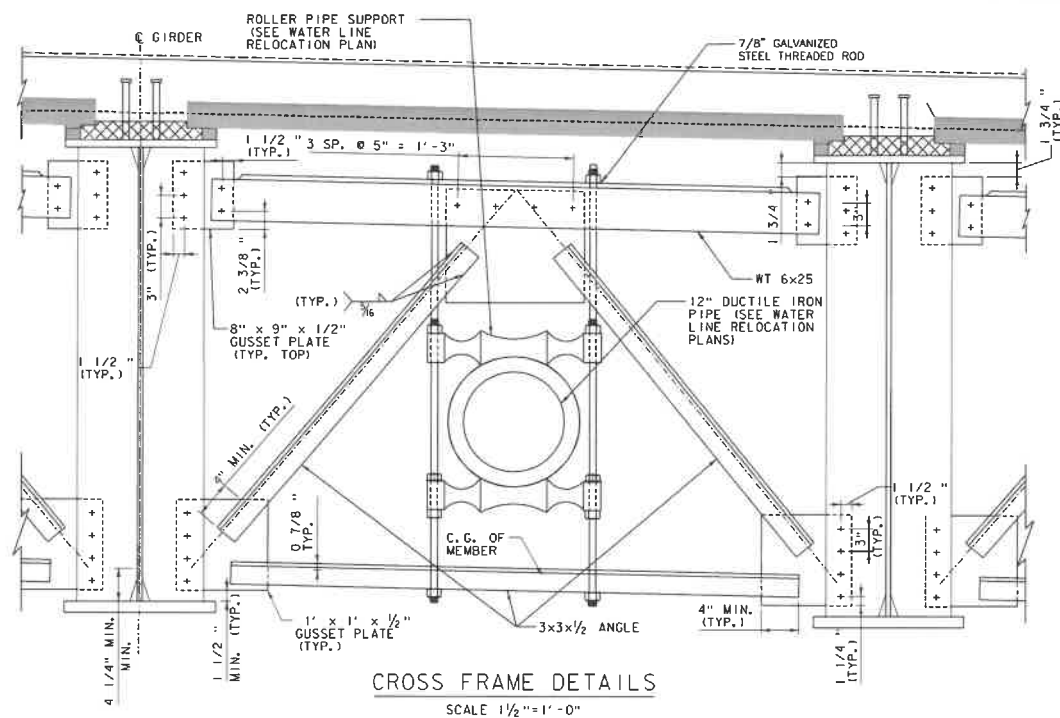 ROLLER PIPE SUPPORT
(SEE WATER LINE
RELOCATION PLAN)
℄ GIRDER
7/8" GALVANIZED
STEEL THREADED ROD
1 3/4"
(TYP.)
1 1/2"
(TYP.)
3 SP. @ 5" = 1'-3"
3"
(TYP.)
2 3/8"
(TYP.)
1 3/4
3"
WT 6x25
(TYP.)
5/16
12" DUCTILE IRON
PIPE (SEE WATER
LINE RELOCATION
PLANS)
8" x 9" x 1/2"
GUSSET PLATE
(TYP. TOP)
1 1/2"
(TYP.)
4" MIN. (TYP.)
0 7/8"
TYP.
C.G. OF
MEMBER
1 1/2"
(TYP.)
3"
(TYP.)
4 1/4" MIN.
MIN.
1 1/2"
MIN. (TYP.)
1' x 1' x 1/2"
GUSSET PLATE
(TYP.)
3x3x1/2 ANGLE
4" MIN.
(TYP.)
1 1/4"
(TYP.)
CROSS FRAME DETAILS
SCALE 1 1/2"=1'-0"